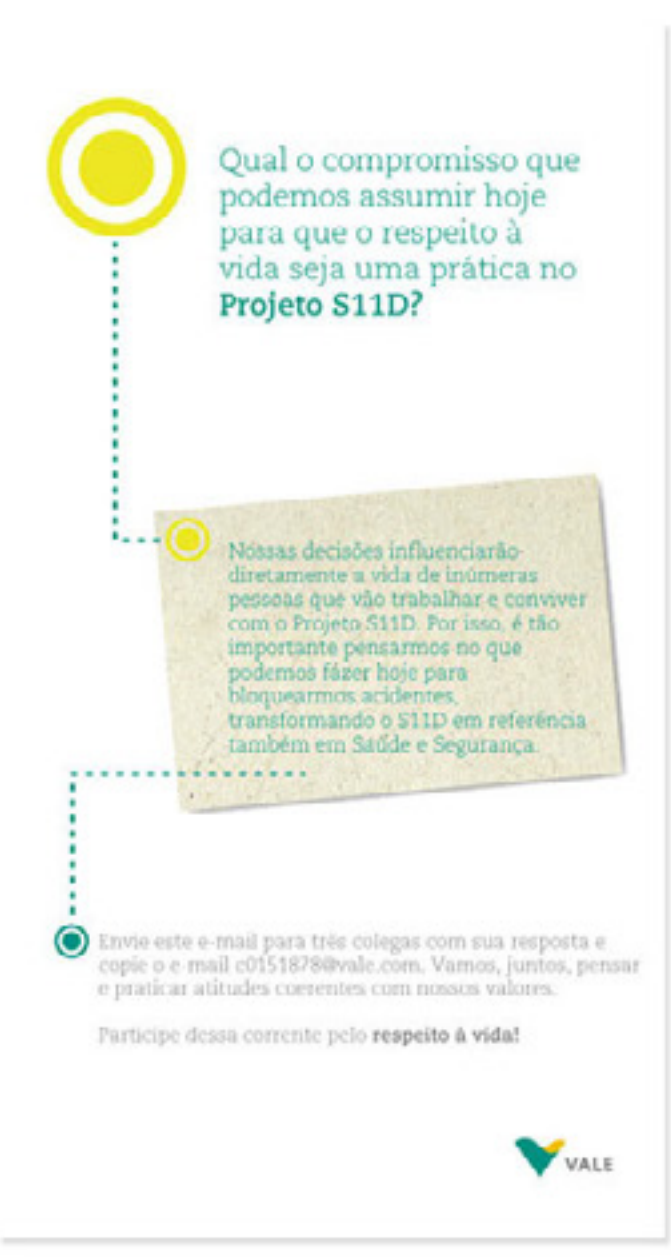 Qual o compromisso que
podemos assumir hoje
para que o respeito à
vida seja uma prática no
Projeto S11D?
Nossas decisões influenciarão
diretamente a vida de inúmeras
pessoas que vão trabalhar e conviver
com o Projeto S11D. Por isso, é tão
importante pensarmos no que
podemos fazer hoje para
bloquearmos acidentes,
transformando o S11D em referência
também em Saúde e Segurança.
Envie este e-mail para três colegas com sua resposta e
copie o e-mail c0151878@vale.com. Vamos, juntos, pensar
e praticar atitudes coerentes com nossos valores.
Participe dessa corrente pelo respeito à vida!
VALE